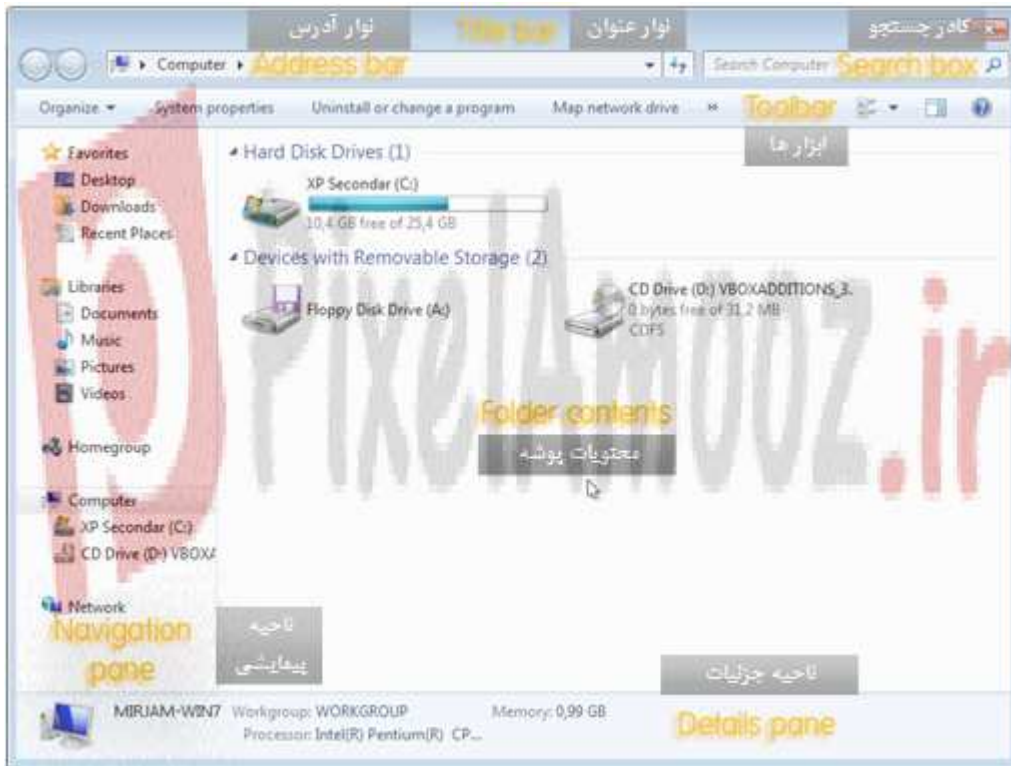 نوار آدرس
Title bar
نوار عنوان
کادر جستجو
Computer
Address bar
Search Computer
Search box
Organize
System properties
Uninstall or change a program
Map network drive
»
Toolbar
ابزار ها
Favorites
Desktop
Downloads
Recent Places
Libraries
Documents
Music
Pictures
Videos
Homegroup
Computer
XP Secondar (C:)
CD Drive (D:) VBOXA
Network
Navigation
pane
ناحیه
پیمایشی
Hard Disk Drives (1)
XP Secondar (C:)
10,4 GB free of 25,4 GB
Devices with Removable Storage (2)
Floppy Disk Drive (A:)
CD Drive (D:) VBOXADDITIONS_3.
0 bytes free of 31,2 MB
CDFS
PixelAmooz.ir
Folder contents
محتویات پوشه
ناحیه جزئیات
MIRJAM-WIN7 Workgroup: WORKGROUP Memory: 0,99 GB
Processor: Intel(R) Pentium(R) CP...
Details pane